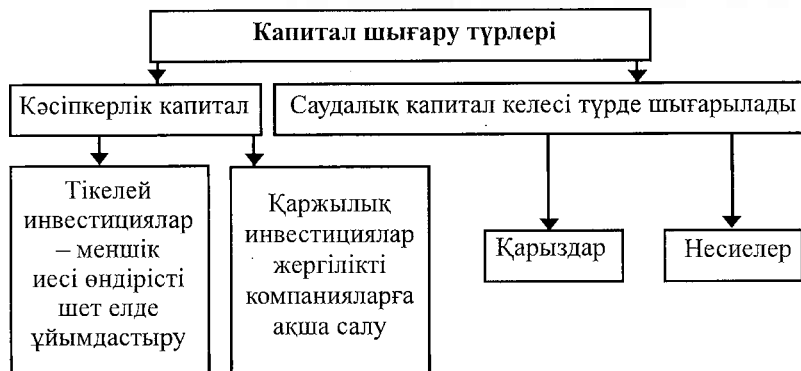 Капитал шығару түрлері
Кәсіпкерлік капитал
Саудалық капитал келесі түрде шығарылады
Тікелей
инвестициялар
– меншік
иесі өндірісті
шет елде
ұйымдастыру
Қаржылық
инвестициялар
жергілікті
компанияларға
ақша салу
Қарыздар
Несиелер